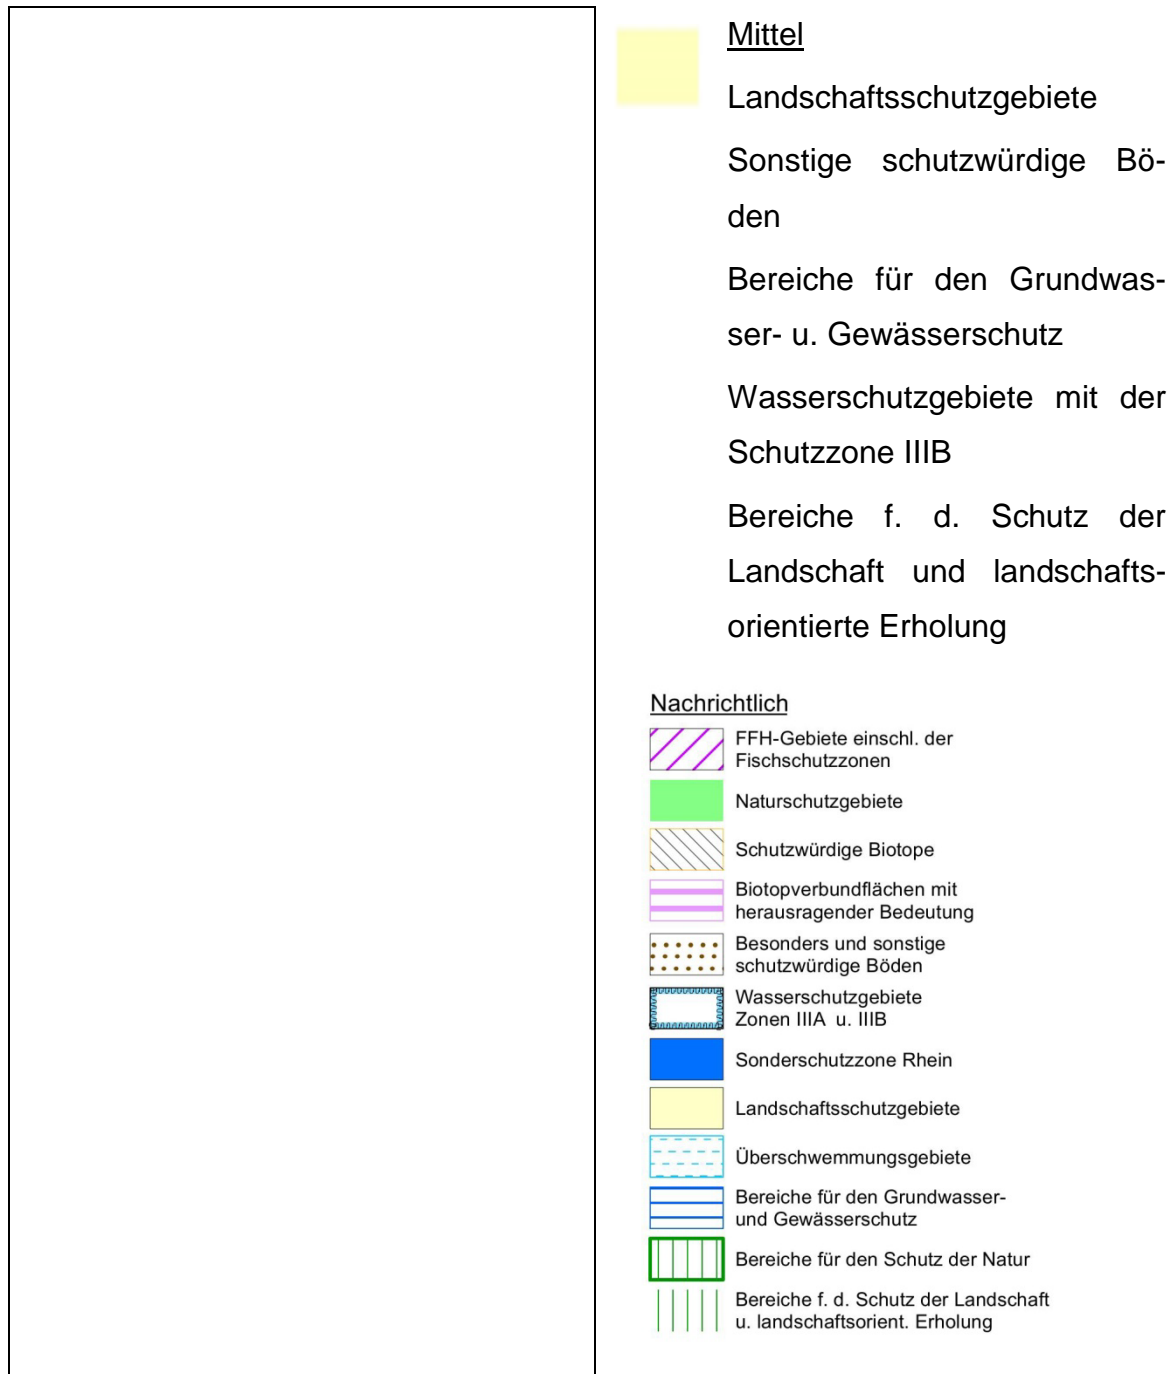 Mittel
Landschaftsschutzgebiete
Sonstige schutzwürdige Bö-
den
Bereiche für den Grundwas-
ser- u. Gewässerschutz
Wasserschutzgebiete mit der
Schutzzone IIIB
Bereiche f. d. Schutz der
Landschaft und landschafts-
orientierte Erholung
Nachrichtlich
FFH-Gebiete einschl. der
Fischschutzzonen
Naturschutzgebiete
Schutzwürdige Biotope
Biotopverbundflächen mit
herausragender Bedeutung
Besonders und sonstige
schutzwürdige Böden
Wasserschutzgebiete
Zonen IIIA u. IIIB
Sonderschutzzone Rhein
Landschaftsschutzgebiete
Überschwemmungsgebiete
Bereiche für den Grundwasser-
und Gewässerschutz
Bereiche für den Schutz der Natur
Bereiche f. d. Schutz der Landschaft
u. landschaftsorient. Erholung